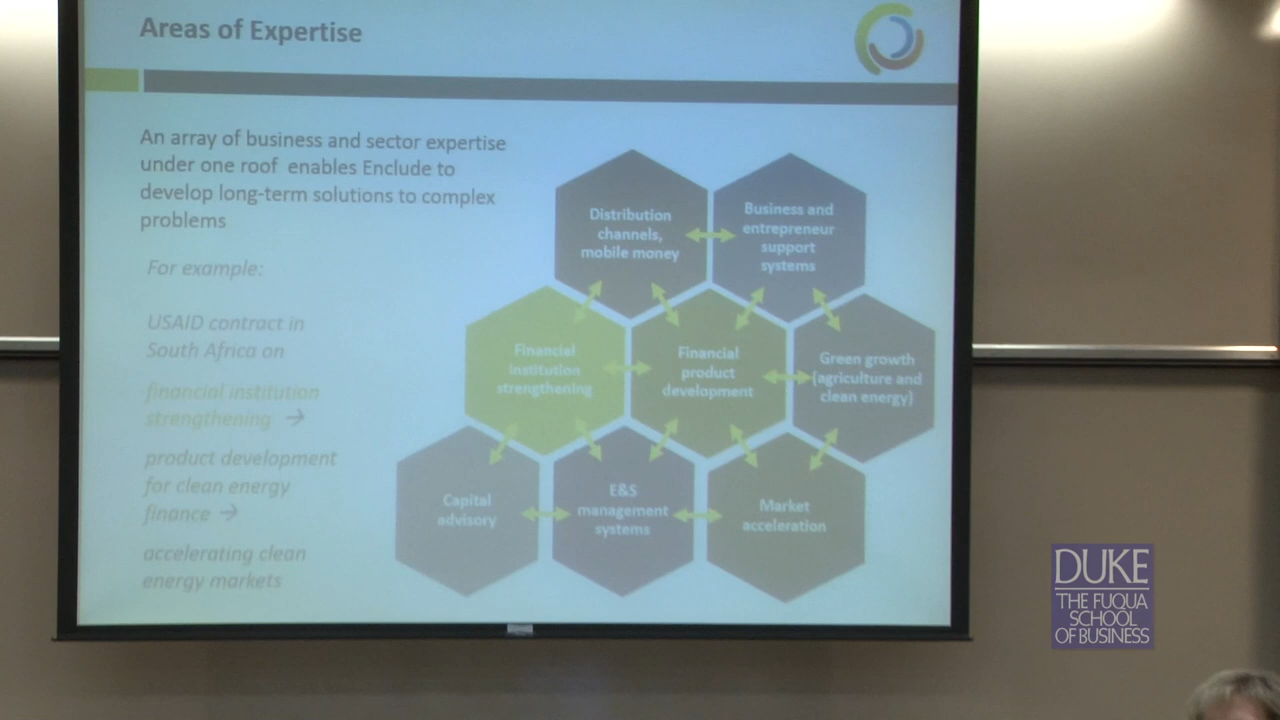 Areas of Expertise
An array of business and sector expertise
under one roof enables Enclude to
develop long-term solutions to complex
problems
For example:
USAID contract in
South Africa on
financial institution
strengthening →
product development
for clean energy
finance →
accelerating clean
energy markets
Distribution
channels,
mobile money
Business and
entrepreneur
support
systems
Financial
institution
strengthening
Financial
product
development
Green growth
(agriculture and
clean energy)
Capital
advisory
E&S
management
systems
Market
acceleration
DUKE
THE FUQUA
SCHOOL
OF BUSINESS